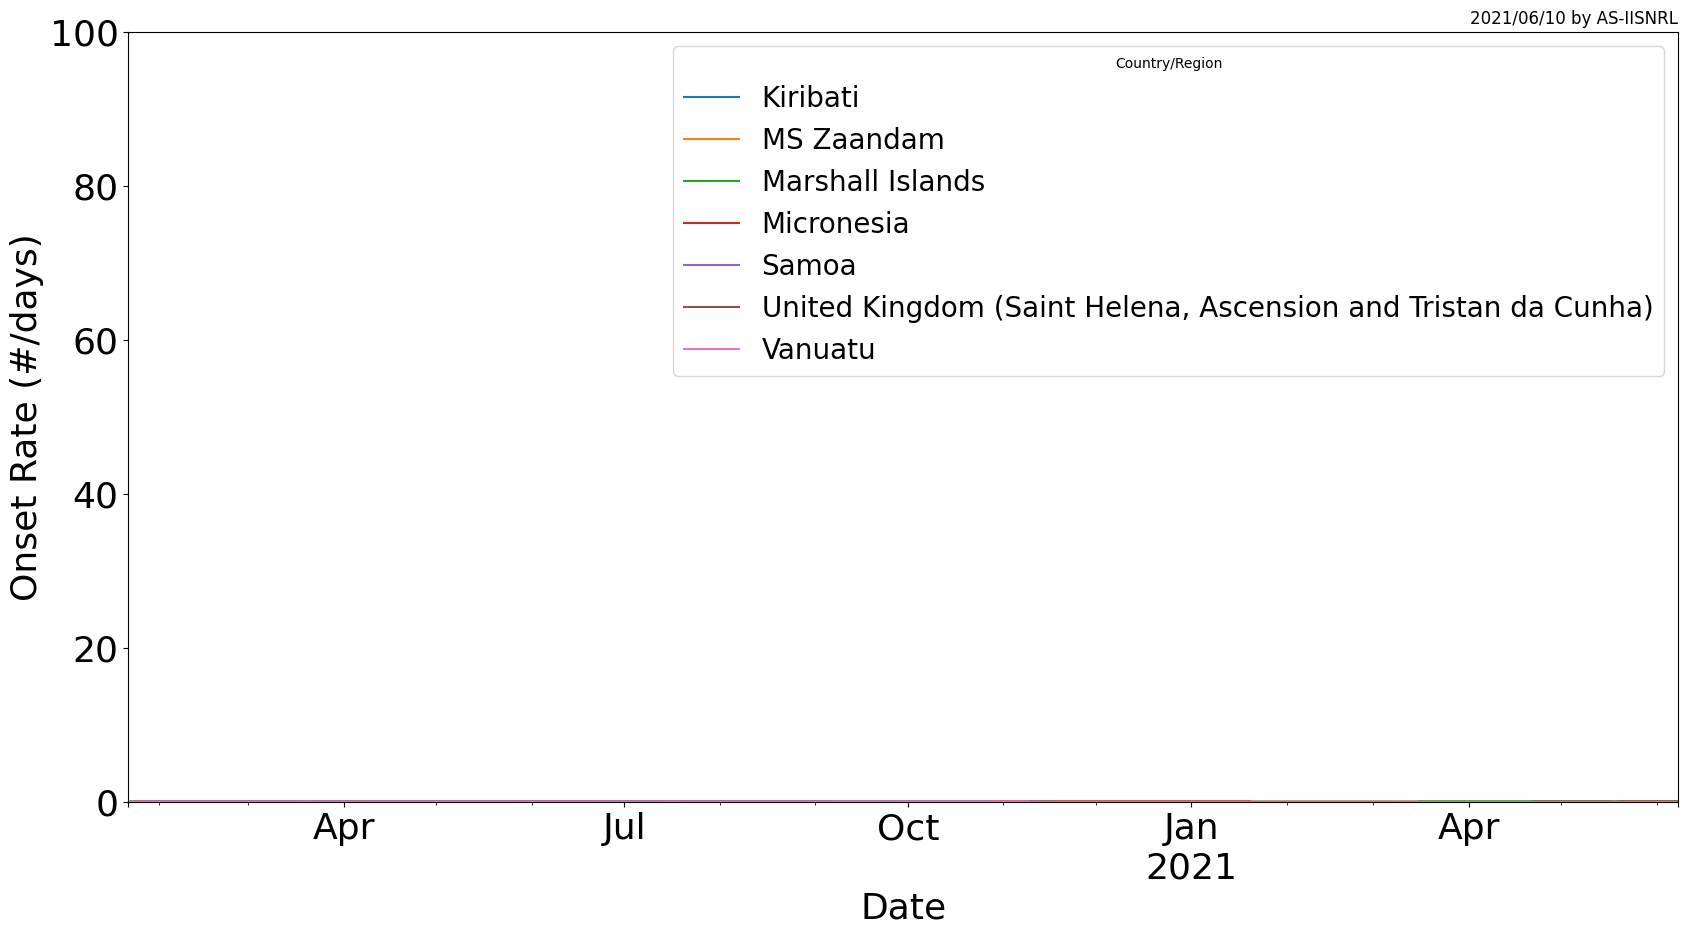 2021/06/10 by AS-IISNRL
100
80
60
40
20
0
Onset Rate (#/days)
Country/Region
Kiribati
MS Zaandam
Marshall Islands
Micronesia
Samoa
United Kingdom (Saint Helena, Ascension and Tristan da Cunha)
Vanuatu
Apr Jul Oct Jan Apr
2021
Date